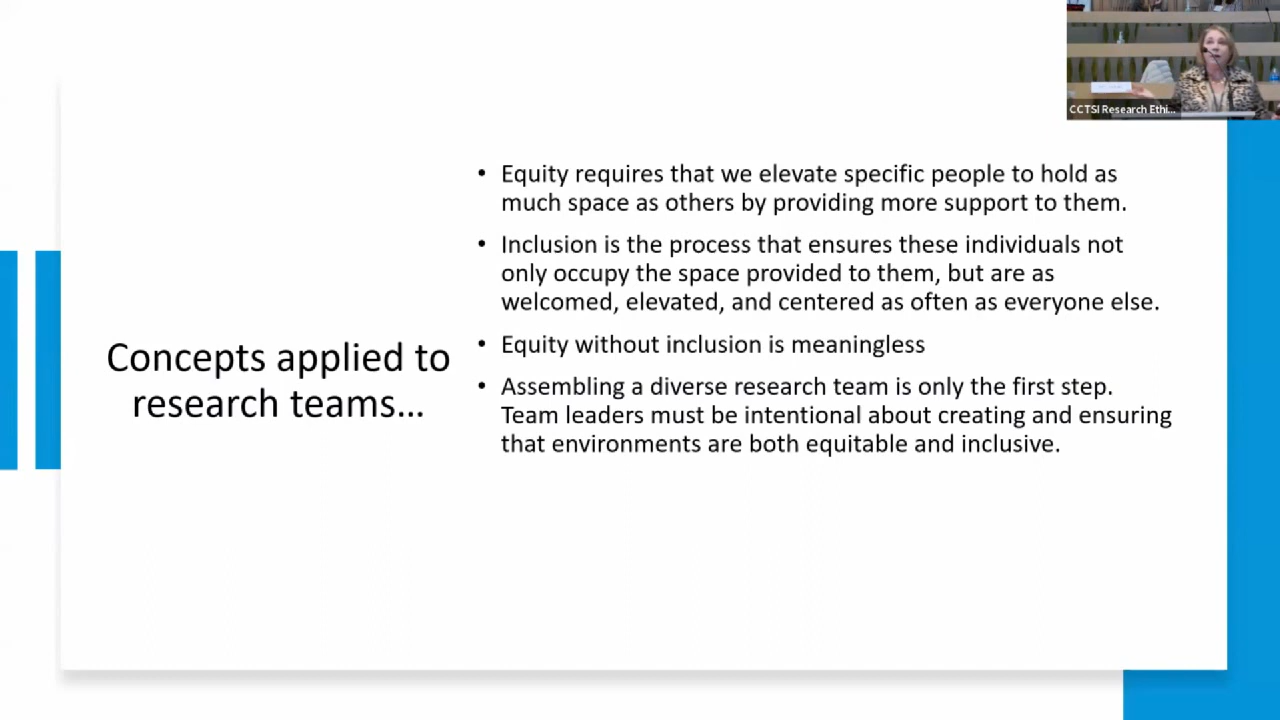 CCTSI Research Ethi...
Concepts applied to
research teams...
• Equity requires that we elevate specific people to hold as
much space as others by providing more support to them.
• Inclusion is the process that ensures these individuals not
only occupy the space provided to them, but are as
welcomed, elevated, and centered as often as everyone else.
• Equity without inclusion is meaningless
• Assembling a diverse research team is only the first step.
Team leaders must be intentional about creating and ensuring
that environments are both equitable and inclusive.